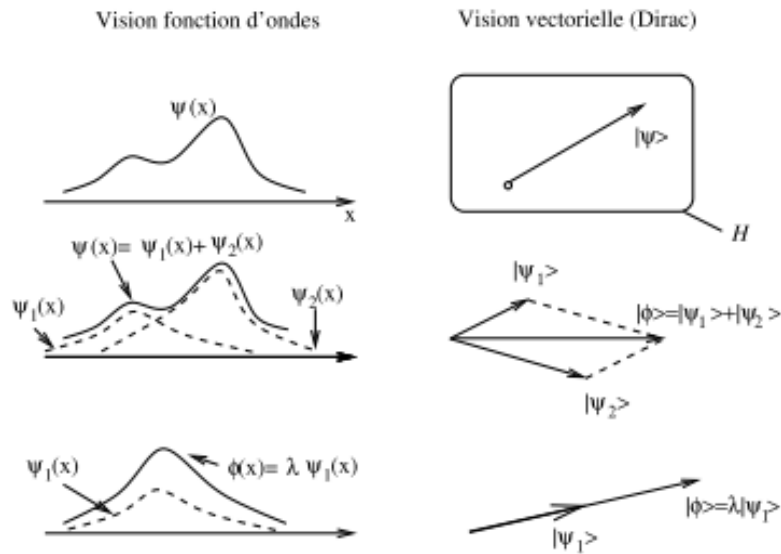 Vision fonction d'ondes
Vision vectorielle (Dirac)
ψ(x)
x
|ψ>
H
ψ(x)= ψ₁(x)+ ψ₂(x)
ψ₁(x)
ψ₂(x)
|ψ₁>
|ϕ>=|ψ₁>+|ψ₂>
|ψ₂>
ψ₁(x)
ϕ(x)= λ ψ₁(x)
|ψ₁>
|ϕ>=λ|ψ₁>